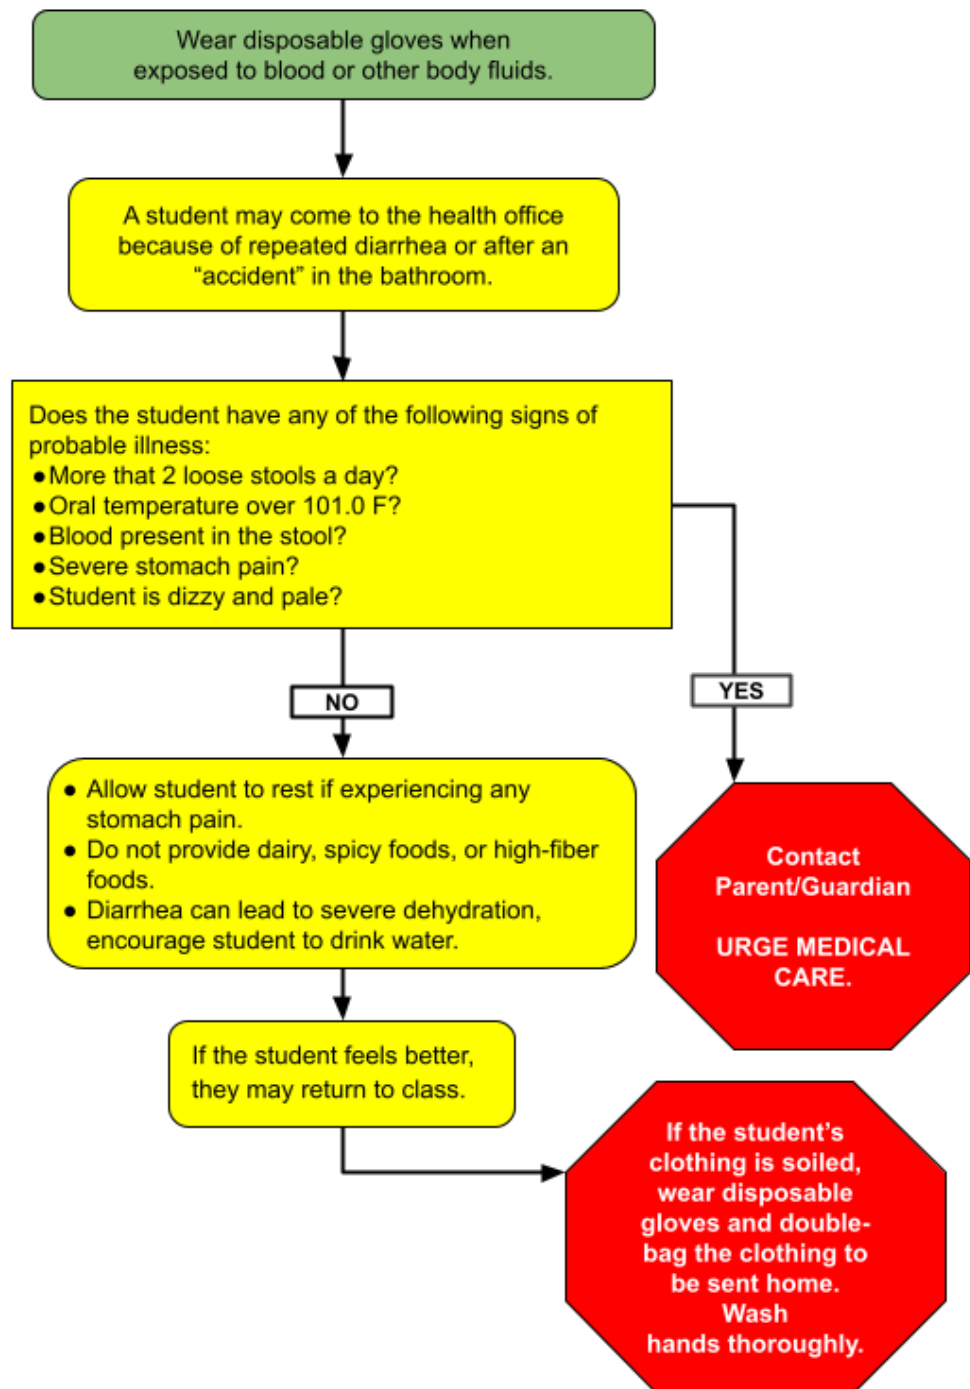 Wear disposable gloves when
exposed to blood or other body fluids.
A student may come to the health office
because of repeated diarrhea or after an
“accident” in the bathroom.
Does the student have any of the following signs of
probable illness:
●More that 2 loose stools a day?
●Oral temperature over 101.0 F?
●Blood present in the stool?
●Severe stomach pain?
●Student is dizzy and pale?
NO
YES
● Allow student to rest if experiencing any
stomach pain.
● Do not provide dairy, spicy foods, or high-fiber
foods.
● Diarrhea can lead to severe dehydration,
encourage student to drink water.
Contact
Parent/Guardian
URGE MEDICAL
CARE.
If the student feels better,
they may return to class.
If the student’s
clothing is soiled,
wear disposable
gloves and double-
bag the clothing to
be sent home.
Wash
hands thoroughly.